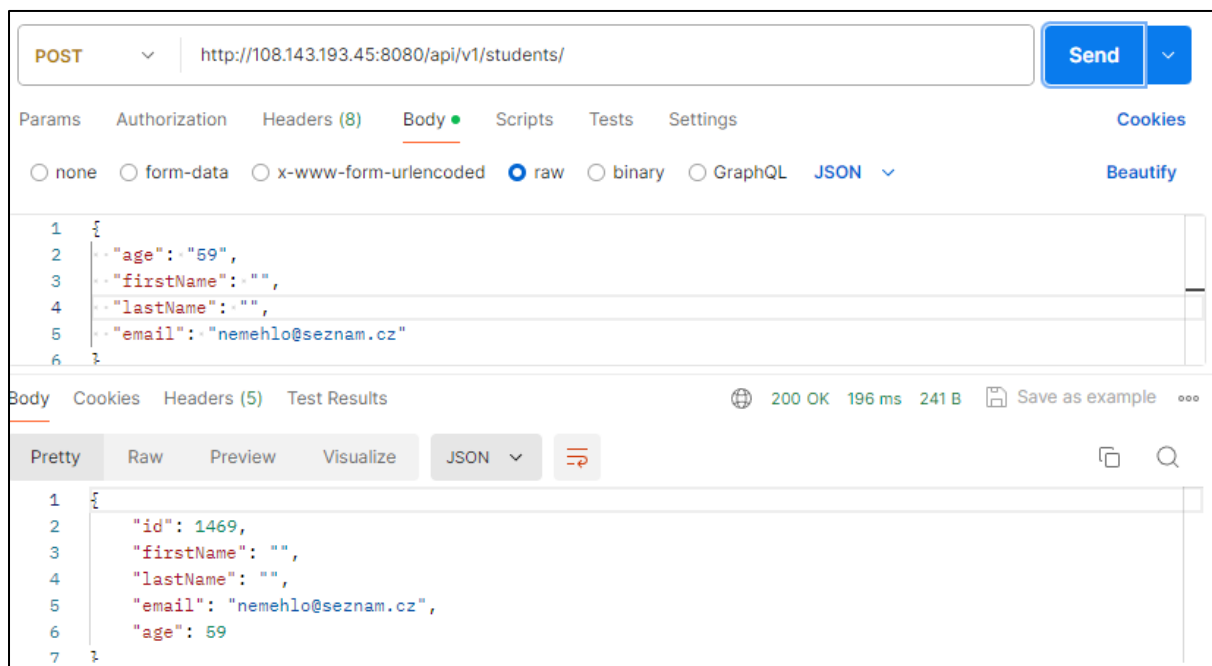 POST http://108.143.193.45:8080/api/v1/students/ Send
Params Authorization Headers (8) Body Scripts Tests Settings Cookies
none form-data x-www-form-urlencoded raw binary GraphQL JSON Beautify
1 {
2 "age": "59",
3 "firstName": "",
4 "lastName": "",
5 "email": "nemehlo@seznam.cz"
6 }
Body Cookies Headers (5) Test Results 200 OK 196 ms 241 B Save as example
Pretty Raw Preview Visualize JSON
1 {
2 "id": 1469,
3 "firstName": "",
4 "lastName": "",
5 "email": "nemehlo@seznam.cz",
6 "age": 59
7 }